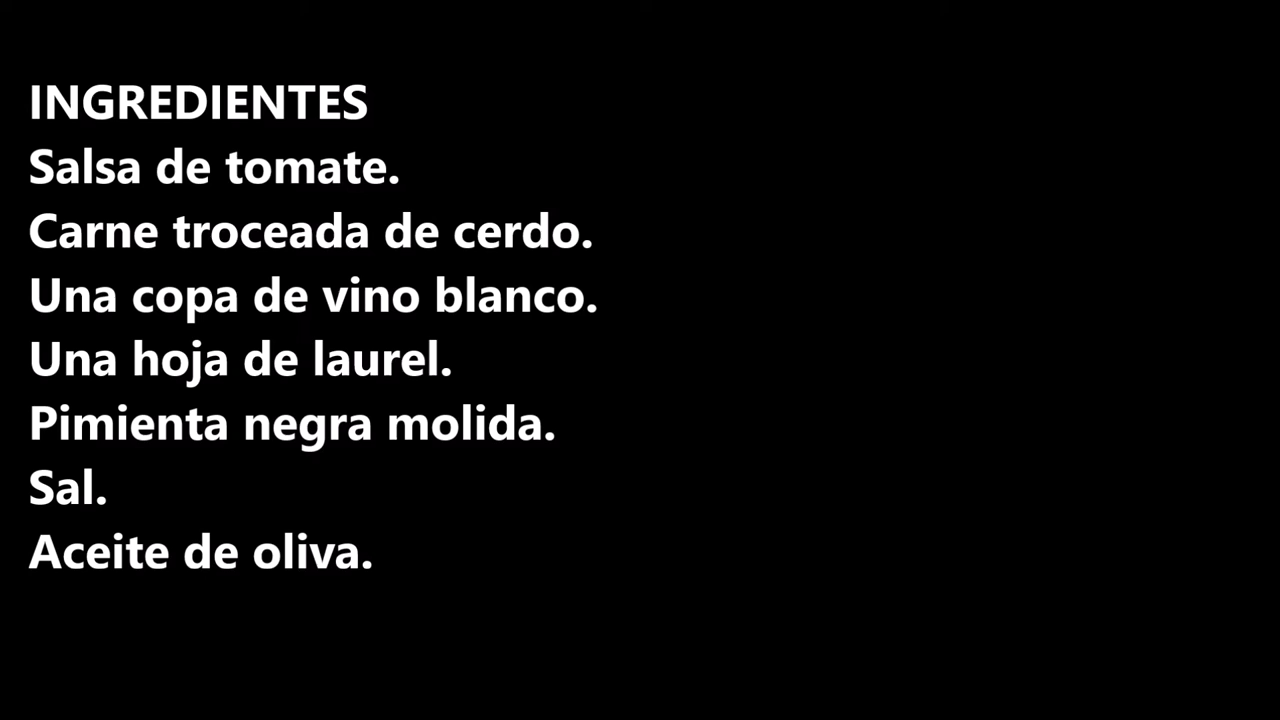 INGREDIENTES
Salsa de tomate.
Carne troceada de cerdo.
Una copa de vino blanco.
Una hoja de laurel.
Pimienta negra molida.
Sal.
Aceite de oliva.